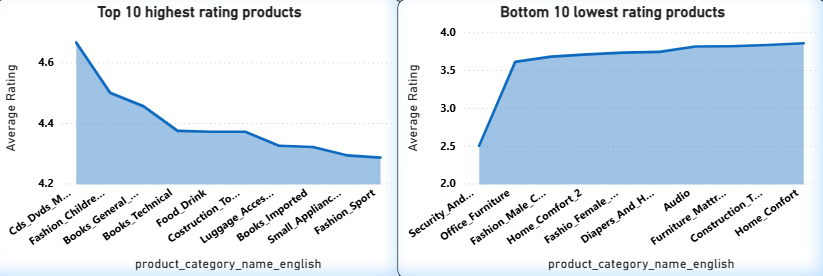 Top 10 highest rating products
Average Rating
4.6
4.4
4.2
Cds_Dvds_M...
Fashion_Childre...
Books_General_...
Books_Technical
Food_Drink
Costruction_To...
Luggage_Acces...
Books_Imported
Small_Applianc...
Fashion_Sport
product_category_name_english
Bottom 10 lowest rating products
Average Rating
4.0
3.5
3.0
2.5
2.0
Security_And...
Office_Furniture
Fashion_Male_C...
Home_Comfort_2
Fashio_Female_...
Diapers_And_H...
Audio
Furniture_Mattr...
Construction_T...
Home_Confort
product_category_name_english